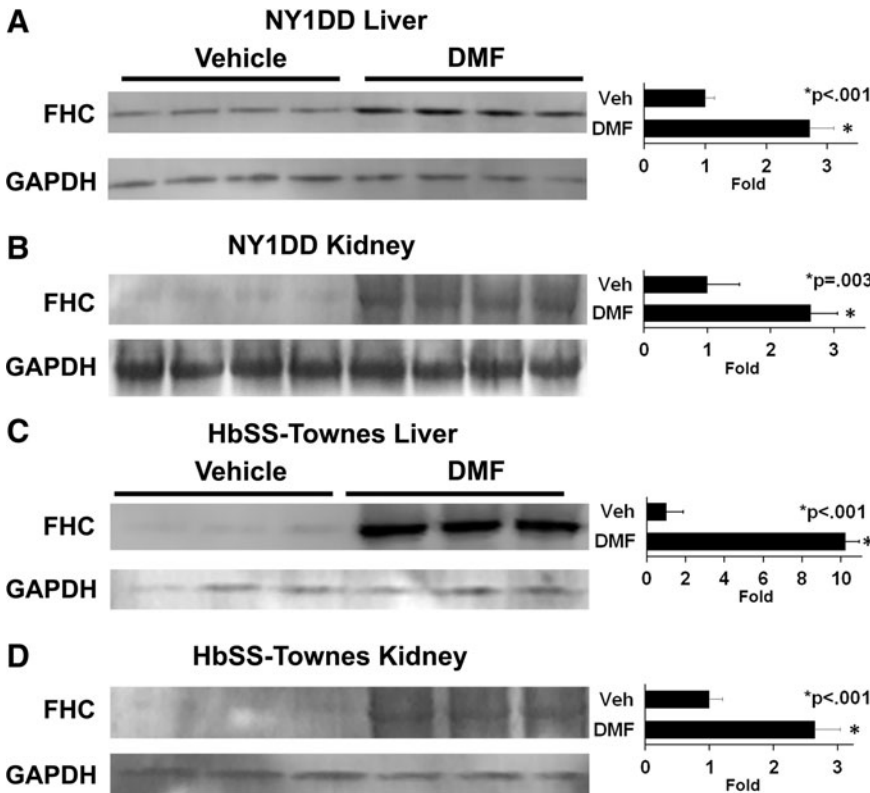 A
NY1DD Liver
Vehicle DMF
FHC
GAPDH
Veh
DMF
*p<.001
*
0 1 2 3
Fold
B
NY1DD Kidney
FHC
GAPDH
Veh
DMF
*p=.003
*
0 1 2 3
Fold
C
HbSS-Townes Liver
Vehicle DMF
FHC
GAPDH
Veh
DMF
*p<.001
*
0 2 4 6 8 10
Fold
D
HbSS-Townes Kidney
FHC
GAPDH
Veh
DMF
*p<.001
*
0 1 2 3
Fold